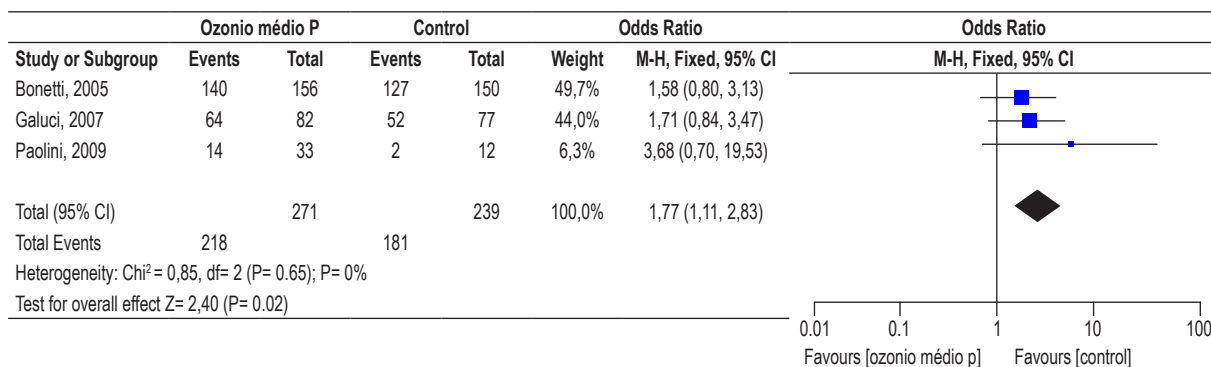 Ozonio médio P Control Odds Ratio Odds Ratio
Study or Subgroup Events Total Events Total Weight M-H, Fixed, 95% CI M-H, Fixed, 95% CI
Bonetti, 2005 140 156 127 150 49,7% 1,58 (0,80, 3,13)
Galuci, 2007 64 82 52 77 44,0% 1,71 (0,84, 3,47)
Paolini, 2009 14 33 2 12 6,3% 3,68 (0,70, 19,53)
Total (95% CI) 271 239 100,0% 1,77 (1,11, 2,83)
Total Events 218 181
Heterogeneity: Chi² = 0,85, df= 2 (P= 0.65); P= 0%
Test for overall effect Z= 2,40 (P= 0.02)
0.01 0.1 1 10 100
Favours [ozonio médio p] Favours [control]